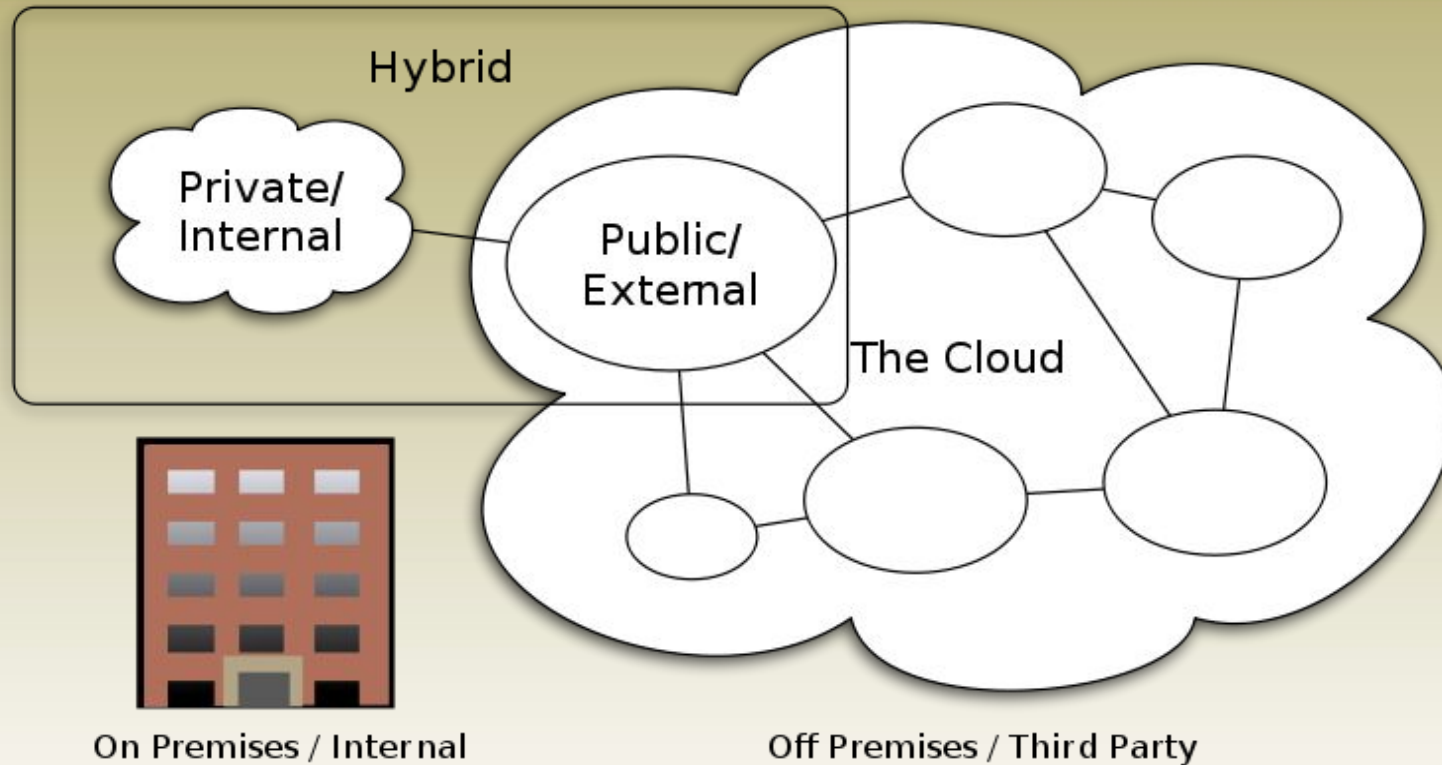 Hybrid
Private/
Internal
Public/
External
The Cloud
On Premises / Internal
Off Premises / Third Party